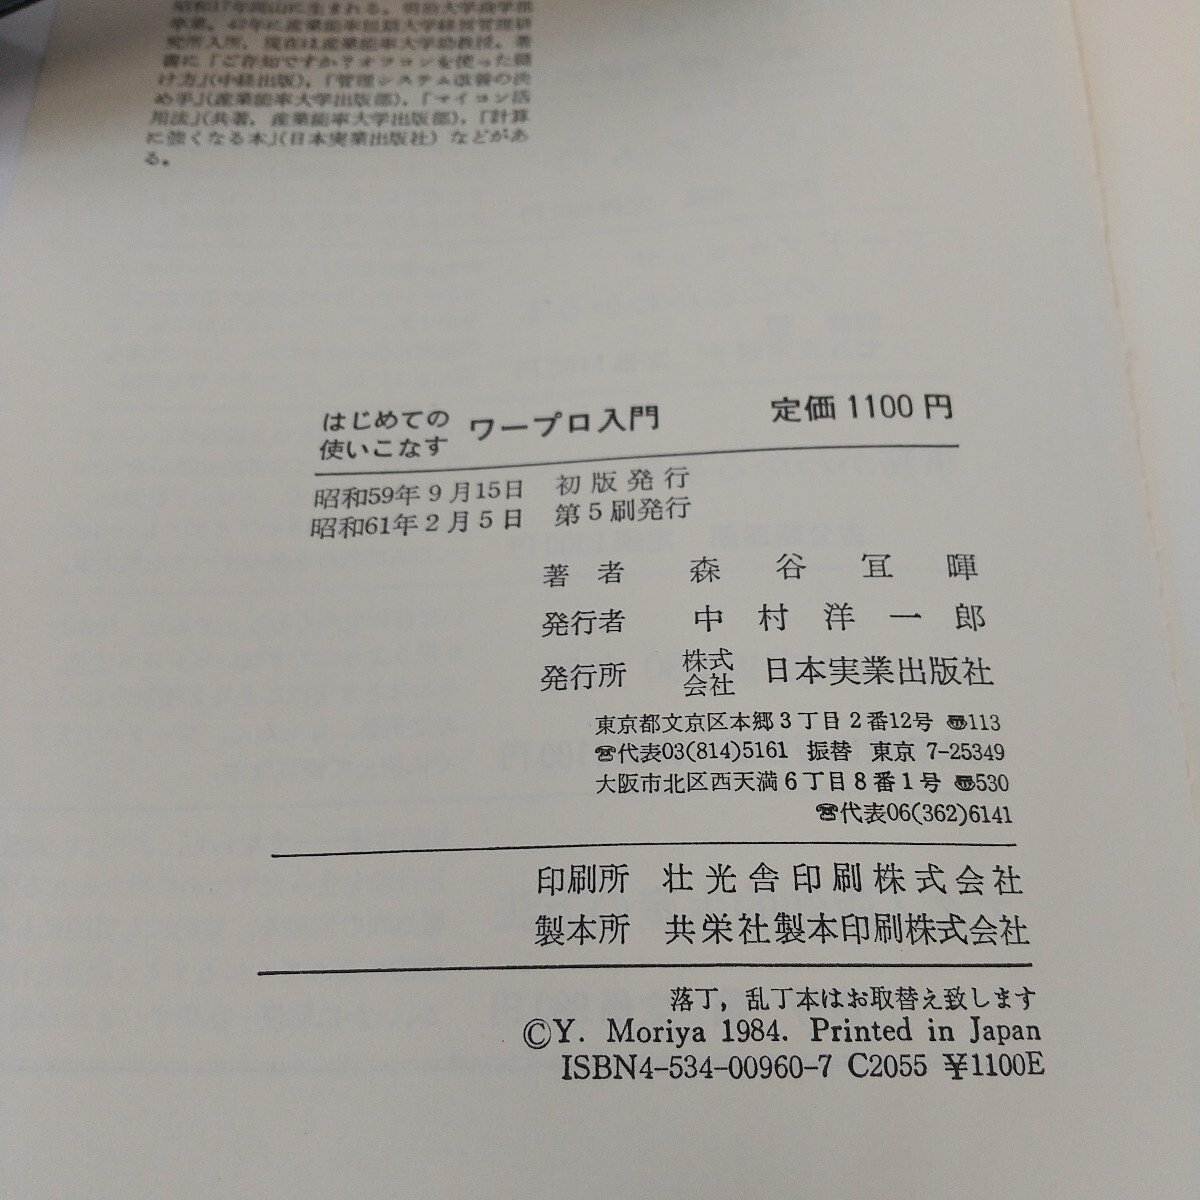 昭和17年岡山に生まれる。明治大学商学部
卒業。42年に産業能率短期大学経営管理研
究所入所，現在は産業能率大学助教授。著
書に「ご存知ですか？オフコンを使った儲
け方」(中経出版)，「管理システム改善の決
め手」(産業能率大学出版部)，「マイコン活
用法」(共著，産業能率大学出版部)，「計算
に強くなる本」(日本実業出版社) などがあ
る。
はじめての
使いこなす ワープロ入門 定価1100円
昭和59年9月15日 初版発行
昭和61年2月5日 第5刷発行
著者 森谷冝暉
発行者 中村洋一郎
発行所 株式会社 日本実業出版社
東京都文京区本郷3丁目2番12号 〠113
☎代表03(814)5161 振替 東京 7-25349
大阪市北区西天満6丁目8番1号 〠530
☎代表06(362)6141
印刷所 壮光舎印刷株式会社
製本所 共栄社製本印刷株式会社
落丁，乱丁本はお取替え致します
©Y. Moriya 1984. Printed in Japan
ISBN4-534-00960-7 C2055 ¥1100E